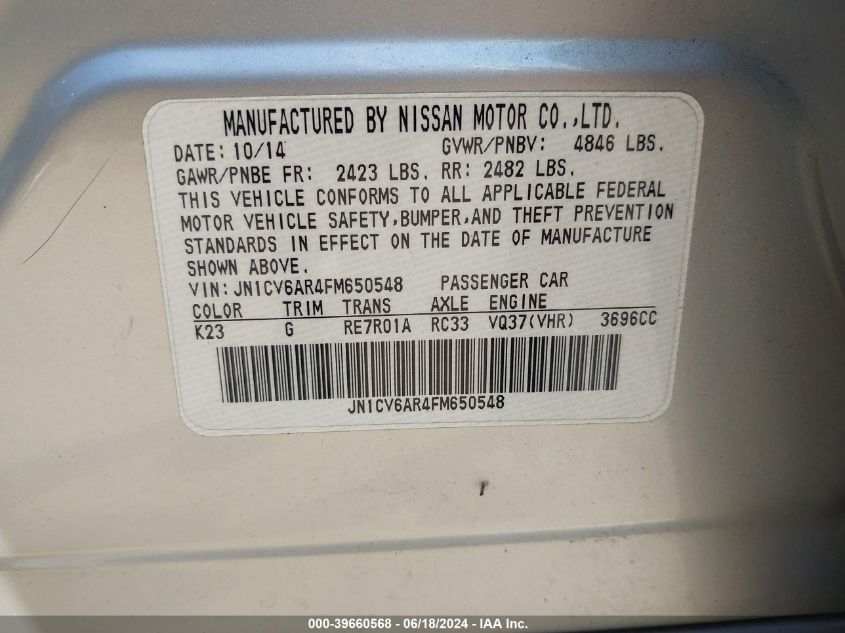 MANUFACTURED BY NISSAN MOTOR CO.,LTD.
DATE: 10/14 GVWR/PNBV: 4846 LBS.
GAWR/PNBE FR: 2423 LBS. RR: 2482 LBS.
THIS VEHICLE CONFORMS TO ALL APPLICABLE FEDERAL
MOTOR VEHICLE SAFETY,BUMPER,AND THEFT PREVENTION
STANDARDS IN EFFECT ON THE DATE OF MANUFACTURE
SHOWN ABOVE.
VIN: JN1CV6AR4FM650548 PASSENGER CAR
COLOR TRIM TRANS AXLE ENGINE
K23 G RE7R01A RC33 VQ37(VHR) 3696CC
JN1CV6AR4FM650548
000-39660568 - 06/18/2024 - IAA Inc.